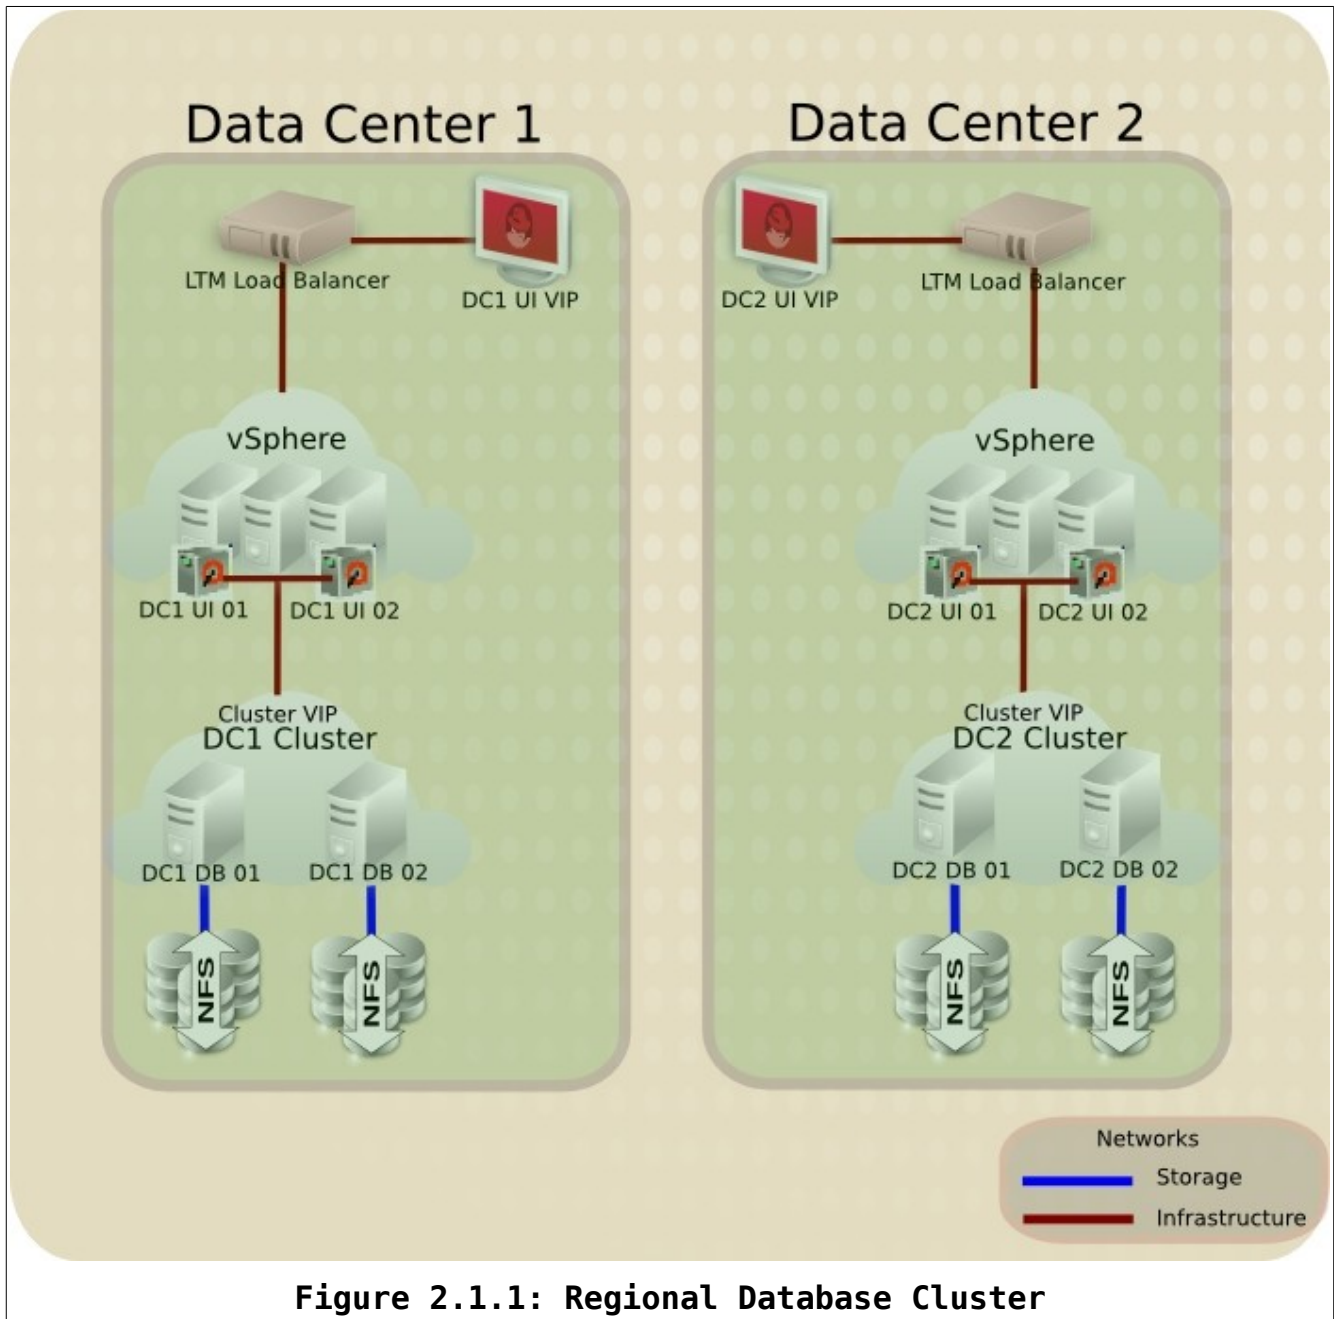 Data Center 1
Data Center 2
LTM Load Balancer
DC1 UI VIP
DC2 UI VIP
LTM Load Balancer
vSphere
vSphere
DC1 UI 01
DC1 UI 02
DC2 UI 01
DC2 UI 02
Cluster VIP
DC1 Cluster
Cluster VIP
DC2 Cluster
DC1 DB 01
DC1 DB 02
DC2 DB 01
DC2 DB 02
NFS
NFS
NFS
NFS
Networks
Storage
Infrastructure
Figure 2.1.1: Regional Database Cluster